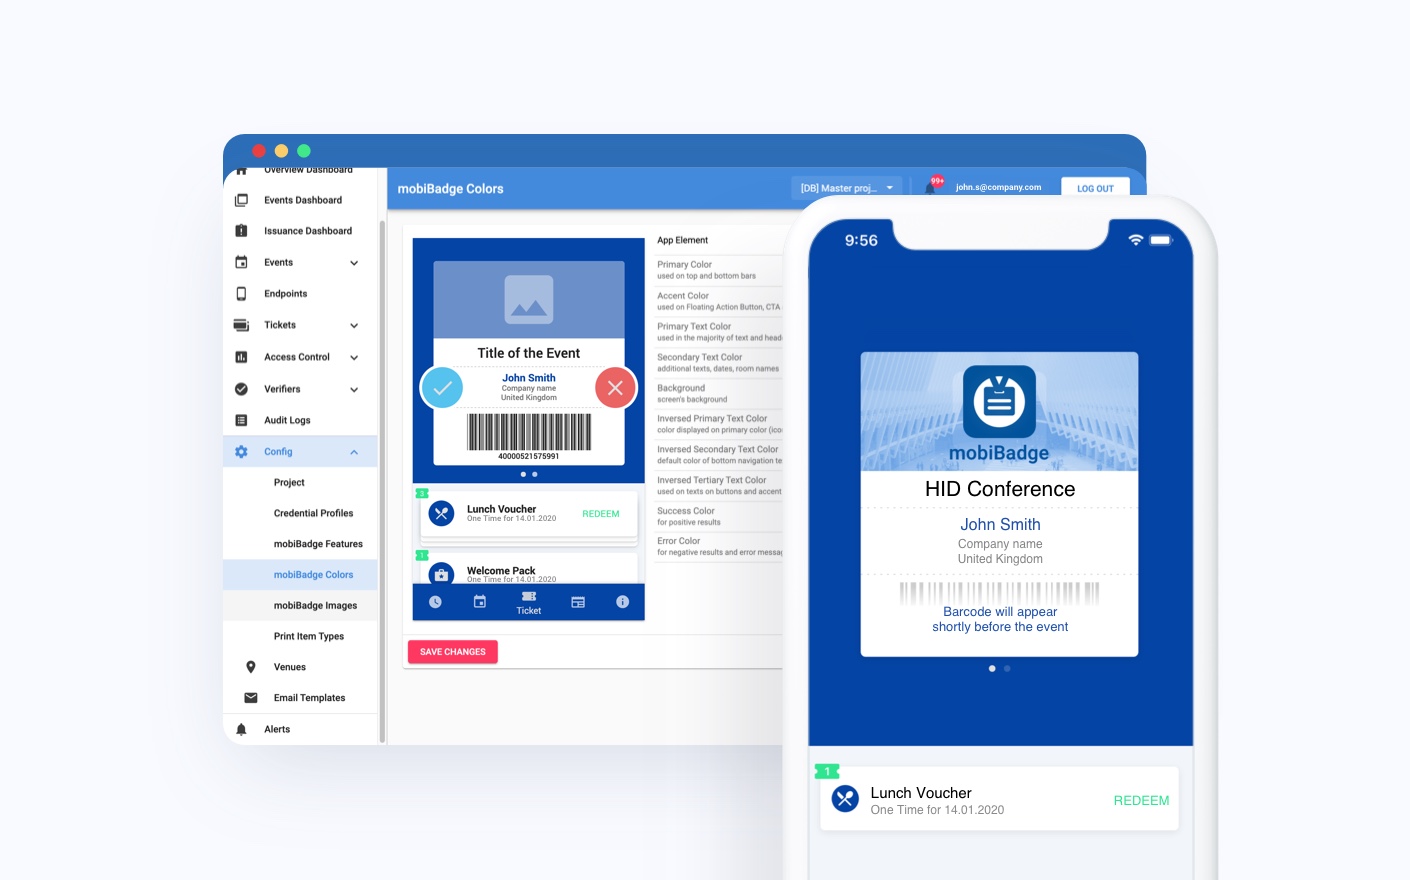 Overview Dashboard
Events Dashboard
Issuance Dashboard
Events
Endpoints
Tickets
Access Control
Verifiers
Audit Logs
Config
Project
Credential Profiles
mobiBadge Features
mobiBadge Colors
mobiBadge Images
Print Item Types
Venues
Email Templates
Alerts
mobiBadge Colors
[DB] Master proj...
99+
john.s@company.com
LOG OUT
Title of the Event
John Smith
Company name
United Kingdom
40000521575991
3
Lunch Voucher
One Time for 14.01.2020
REDEEM
1
Welcome Pack
One Time for 14.01.2020
Ticket
SAVE CHANGES
App Element
Primary Color
used on top and bottom bars
Accent Color
used on Floating Action Button, CTA
Primary Text Color
used in the majority of text and head
Secondary Text Color
additional texts, dates, room names
Background
screen's background
Inversed Primary Text Color
color displayed on primary color (ico
Inversed Secondary Text Color
default color of bottom navigation te
Inversed Tertiary Text Color
used on texts on buttons and accent
Success Color
for positive results
Error Color
for negative results and error messa
9:56
mobiBadge
HID Conference
John Smith
Company name
United Kingdom
Barcode will appear
shortly before the event
1
Lunch Voucher
One Time for 14.01.2020
REDEEM